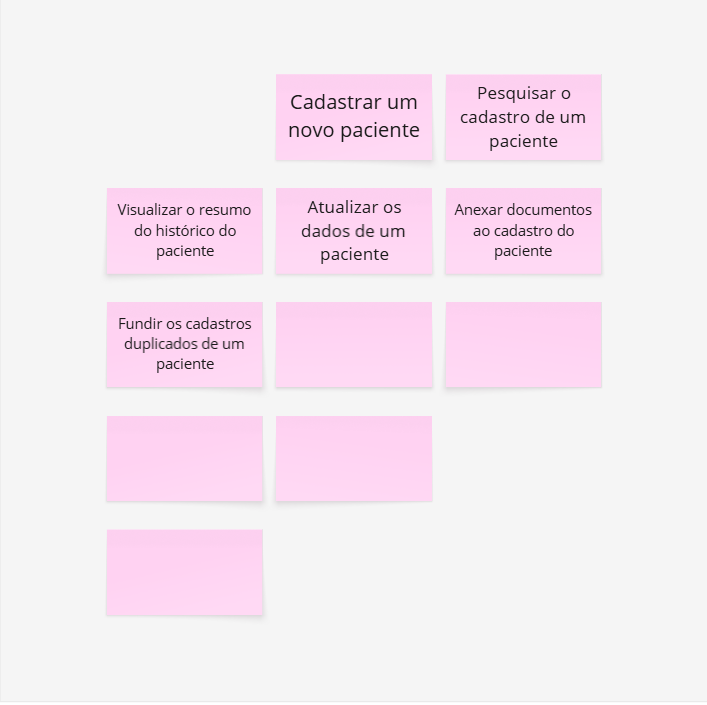 Cadastrar um
novo paciente
Pesquisar o
cadastro de um
paciente
Visualizar o resumo
do histórico do
paciente
Atualizar os
dados de um
paciente
Anexar documentos
ao cadastro do
paciente
Fundir os cadastros
duplicados de um
paciente